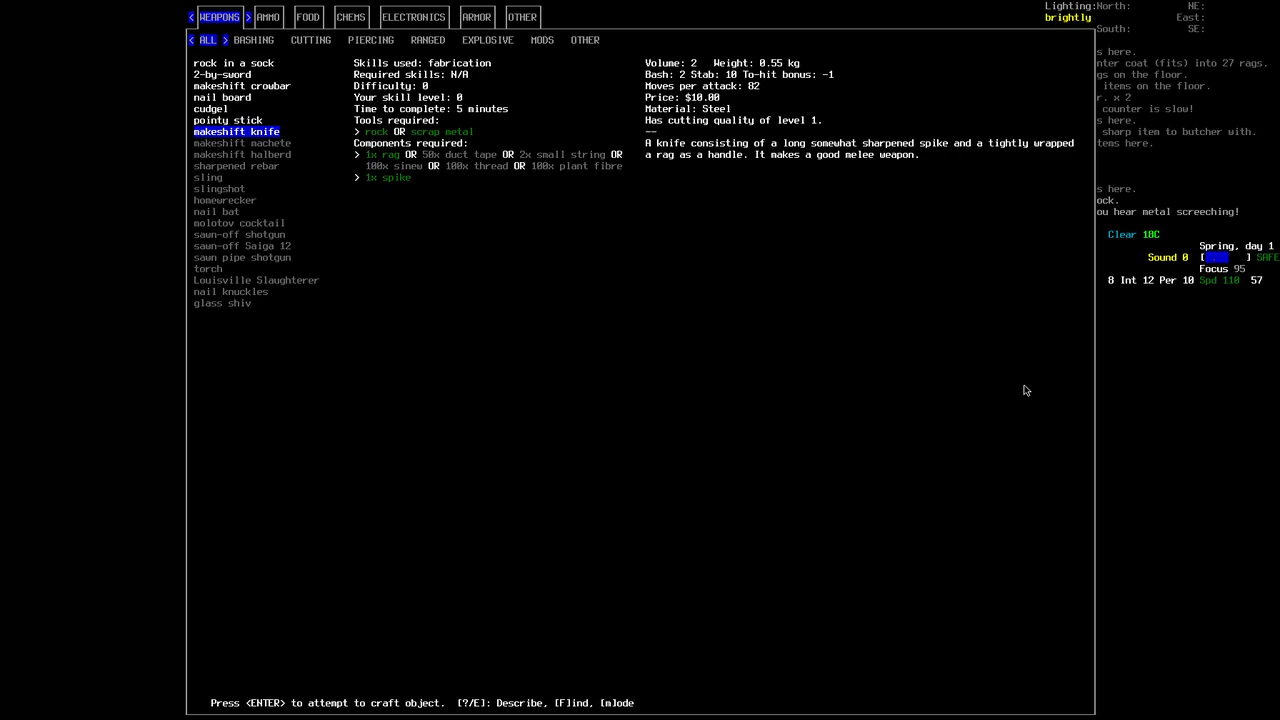 < WEAPONS > AMMO FOOD CHEMS ELECTRONICS ARMOR OTHER
< ALL > BASHING CUTTING PIERCING RANGED EXPLOSIVE MODS OTHER
rock in a sock
2-by-sword
makeshift crowbar
nail board
cudgel
pointy stick
makeshift knife
makeshift machete
makeshift halberd
sharpened rebar
sling
slingshot
homewrecker
nail bat
molotov cocktail
sawn-off shotgun
sawn-off Saiga 12
sawn pipe shotgun
torch
Louisville Slaughterer
nail knuckles
glass shiv
Skills used: fabrication
Required skills: N/A
Difficulty: 0
Your skill level: 0
Time to complete: 5 minutes
Tools required:
> rock OR scrap metal
Components required:
> 1x rag OR 50x duct tape OR 2x small string OR
100x sinew OR 100x thread OR 100x plant fibre
> 1x spike
Volume: 2 Weight: 0.55 kg
Bash: 2 Stab: 10 To-hit bonus: -1
Moves per attack: 82
Price: $10.00
Material: Steel
Has cutting quality of level 1.
--
A knife consisting of a long somewhat sharpened spike and a tightly wrapped
a rag as a handle. It makes a good melee weapon.
Press <ENTER> to attempt to craft object. [?/E]: Describe, [F]ind, [m]ode
Lighting: North: NE:
brightly East:
South: SE:
s here.
nter coat (fits) into 27 rags.
gs on the floor.
items on the floor.
r. x 2
counter is slow!
s here.
sharp item to butcher with.
tems here.
s here.
ock.
ou hear metal screeching!
Clear 18C
Spring, day 1
Sound 0 [ ] SAFE
Focus 95
8 Int 12 Per 10 Spd 110 57